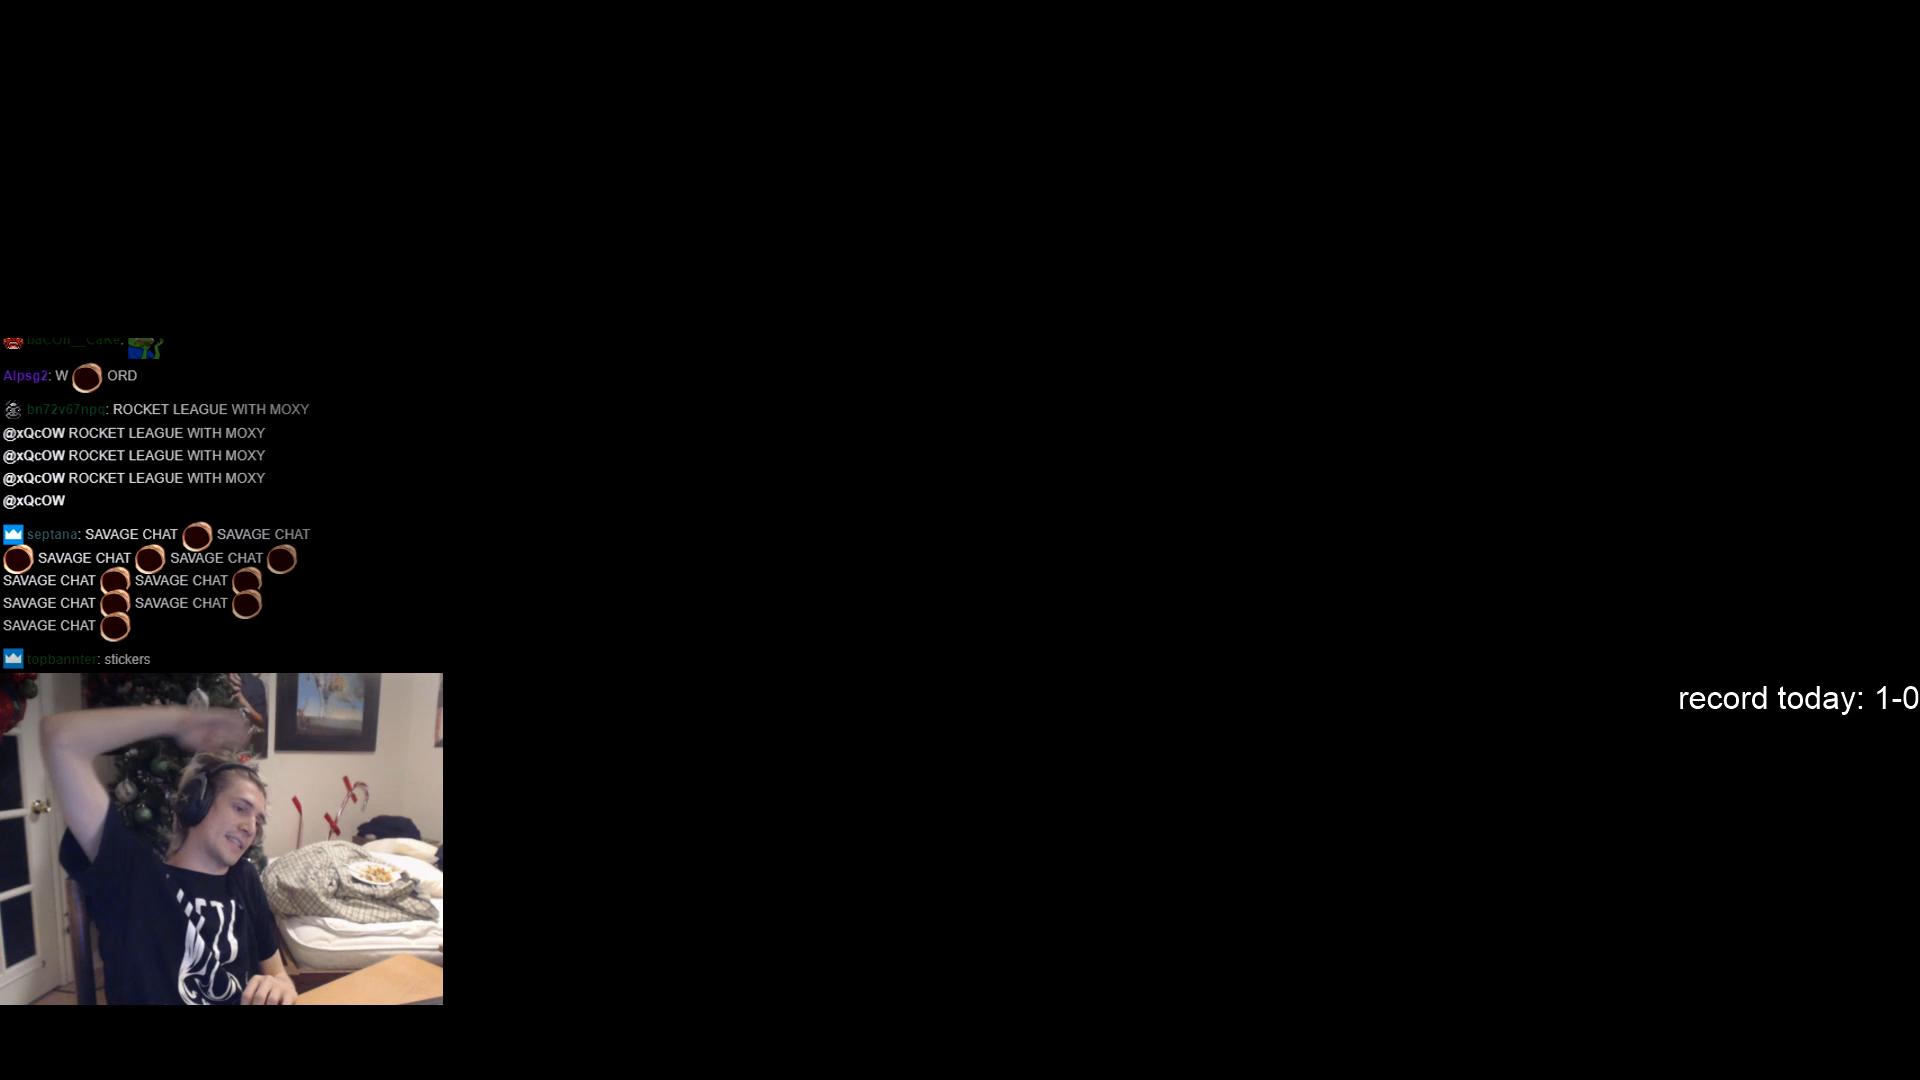 baCOn__CaKe:
Alpsg2: W ORD
bn72v67npq: ROCKET LEAGUE WITH MOXY
@xQcOW ROCKET LEAGUE WITH MOXY
@xQcOW ROCKET LEAGUE WITH MOXY
@xQcOW ROCKET LEAGUE WITH MOXY
@xQcOW
septana: SAVAGE CHAT SAVAGE CHAT
SAVAGE CHAT SAVAGE CHAT
SAVAGE CHAT SAVAGE CHAT
SAVAGE CHAT SAVAGE CHAT
SAVAGE CHAT
topbannter: stickers
record today: 1-0